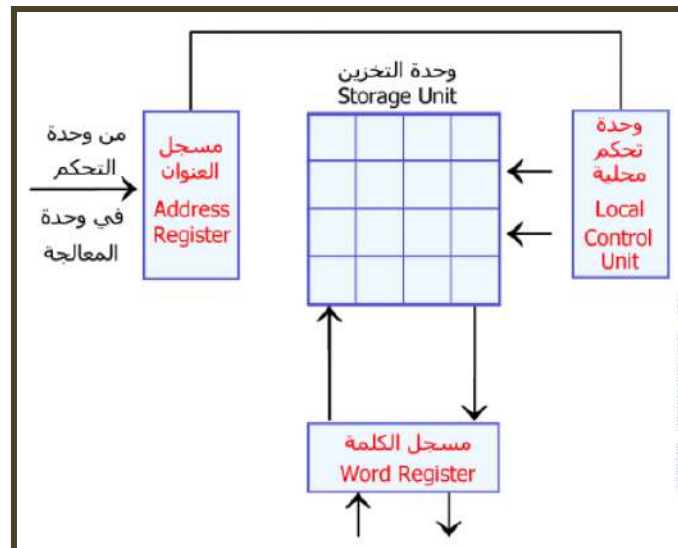 وحدة التخزين
Storage Unit
من وحدة
التحكم
في وحدة
المعالجة
مسجل
العنوان
Address
Register
وحدة
تحكم
محلية
Local
Control
Unit
مسجل الكلمة
Word Register